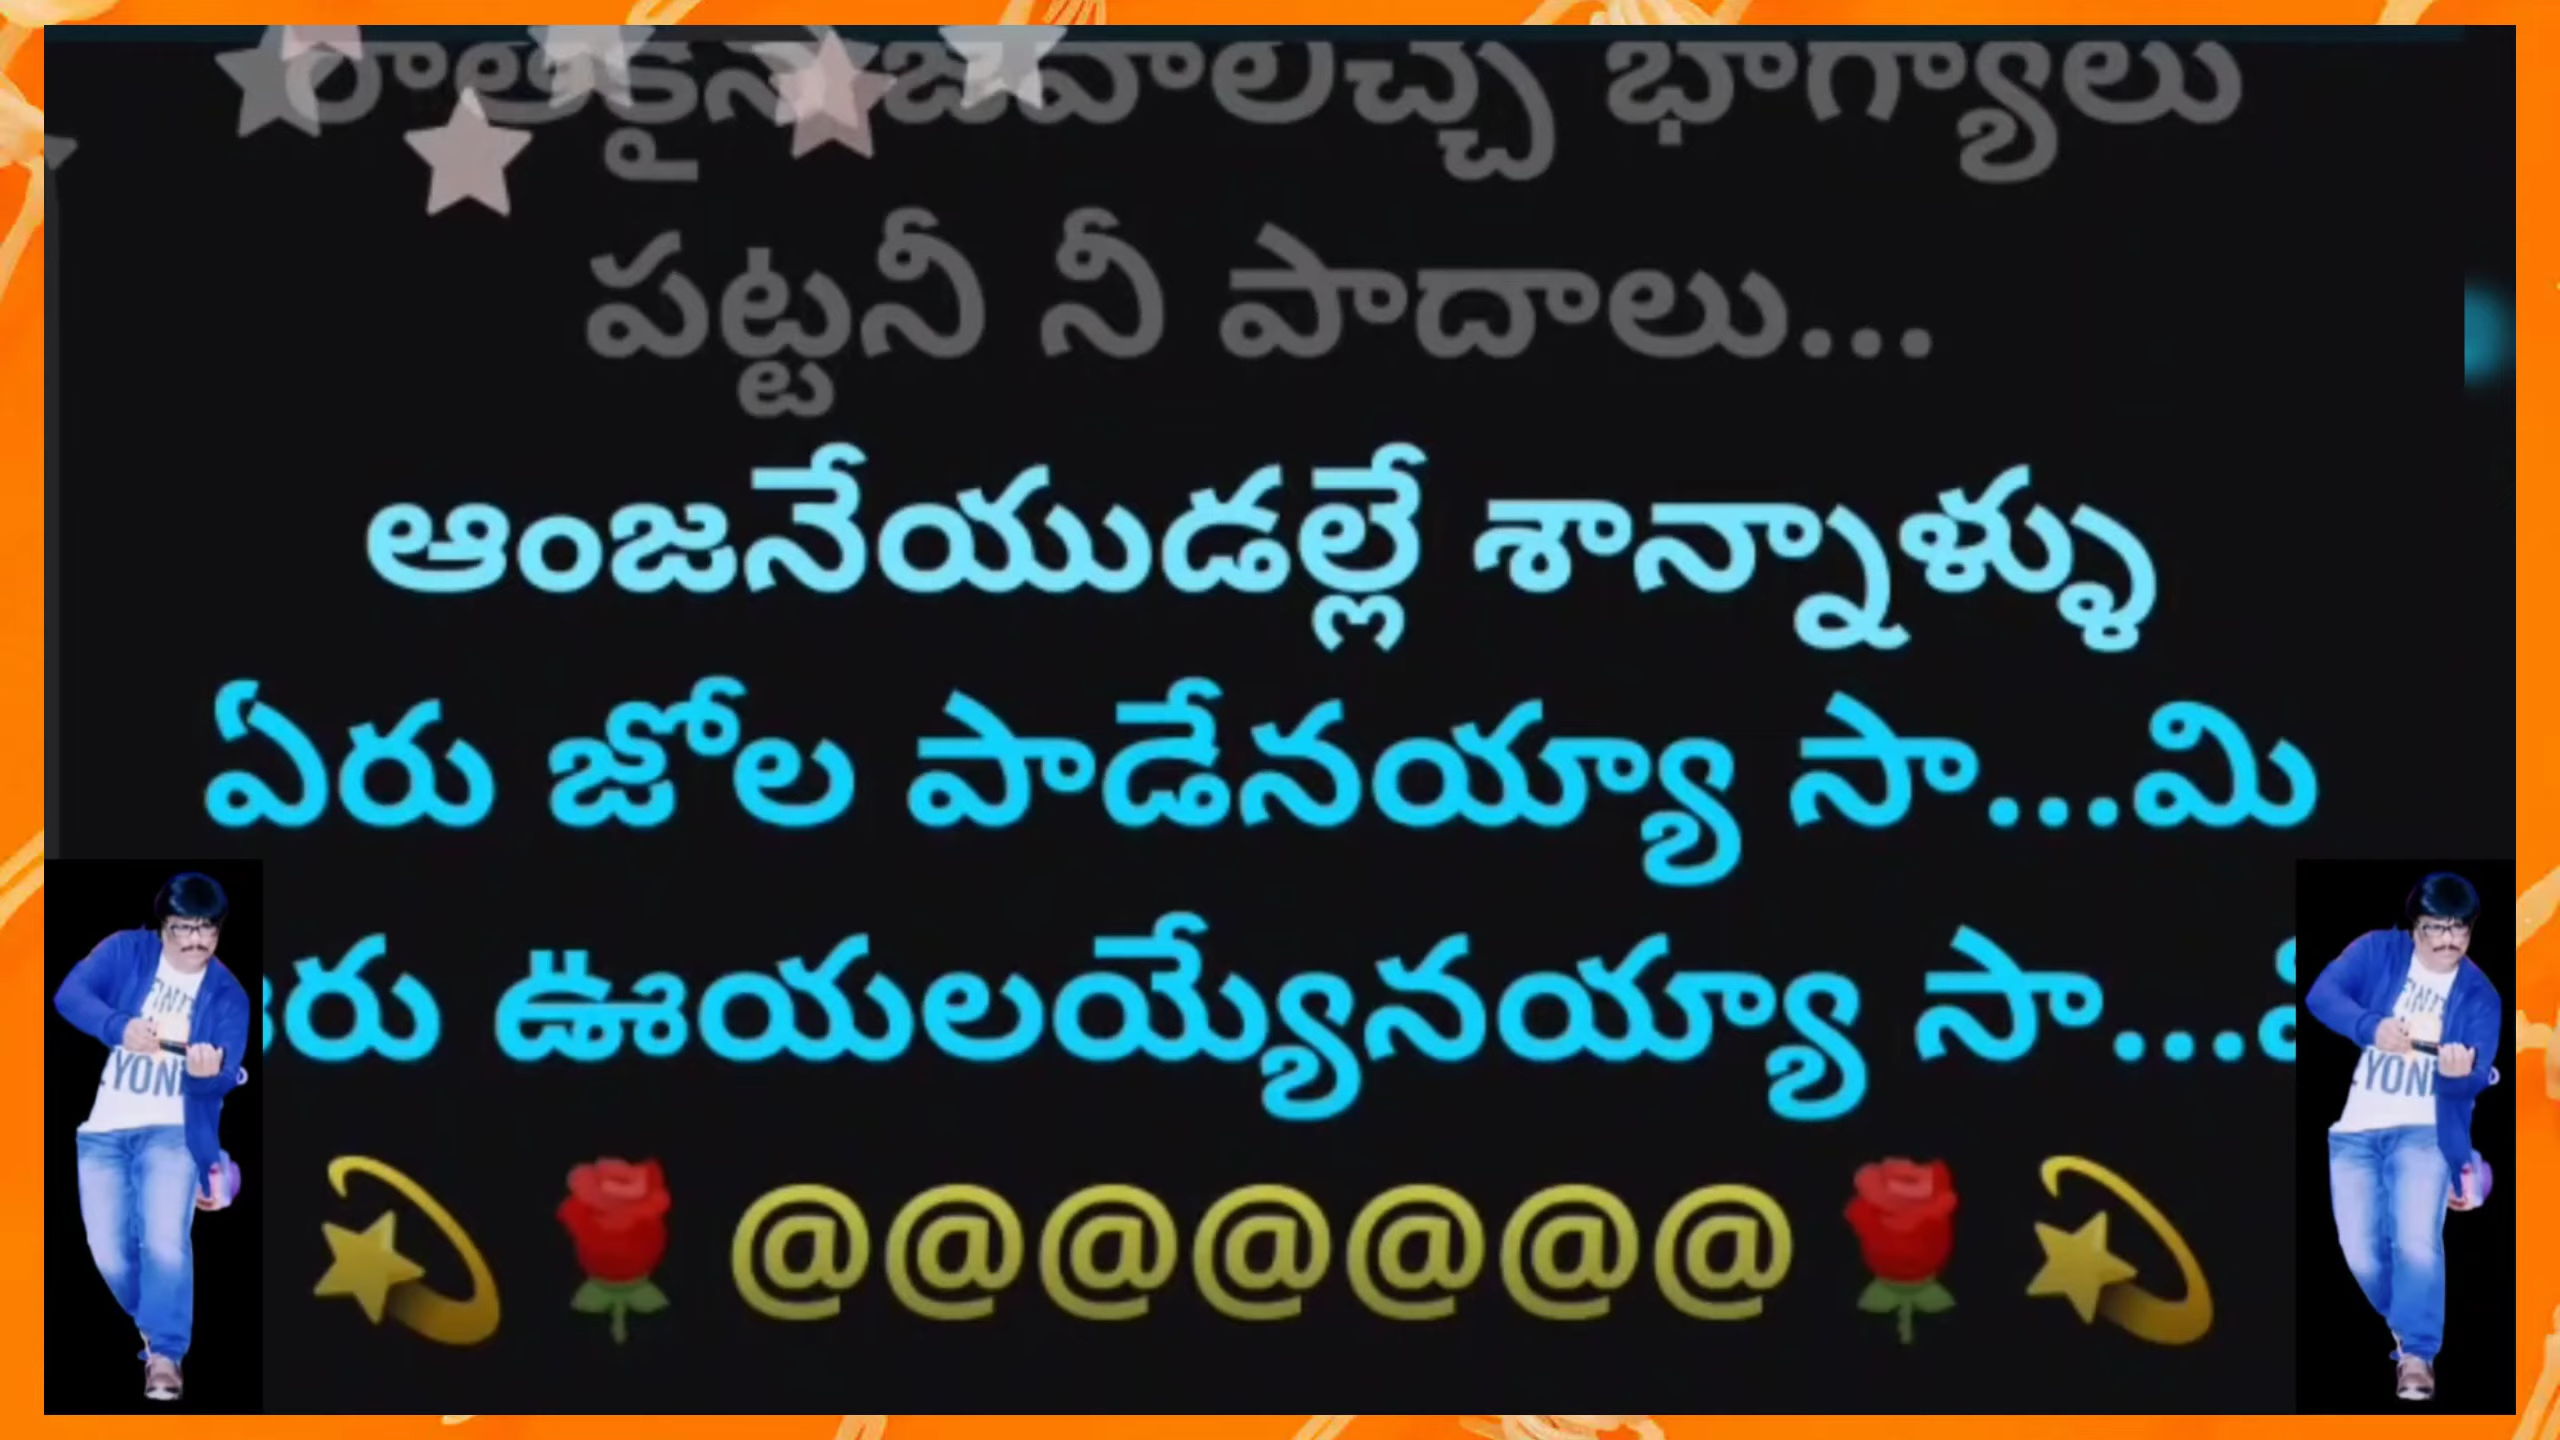 భాగ్యాలు
పట్టనీ నీ పాదాలు...
ఆంజనేయుడల్లే శాన్నాళ్ళు
ఏరు జోల పాడేనయ్యా సా...మి
ఊయలయ్యేనయ్యా సా...
@@@@@@@